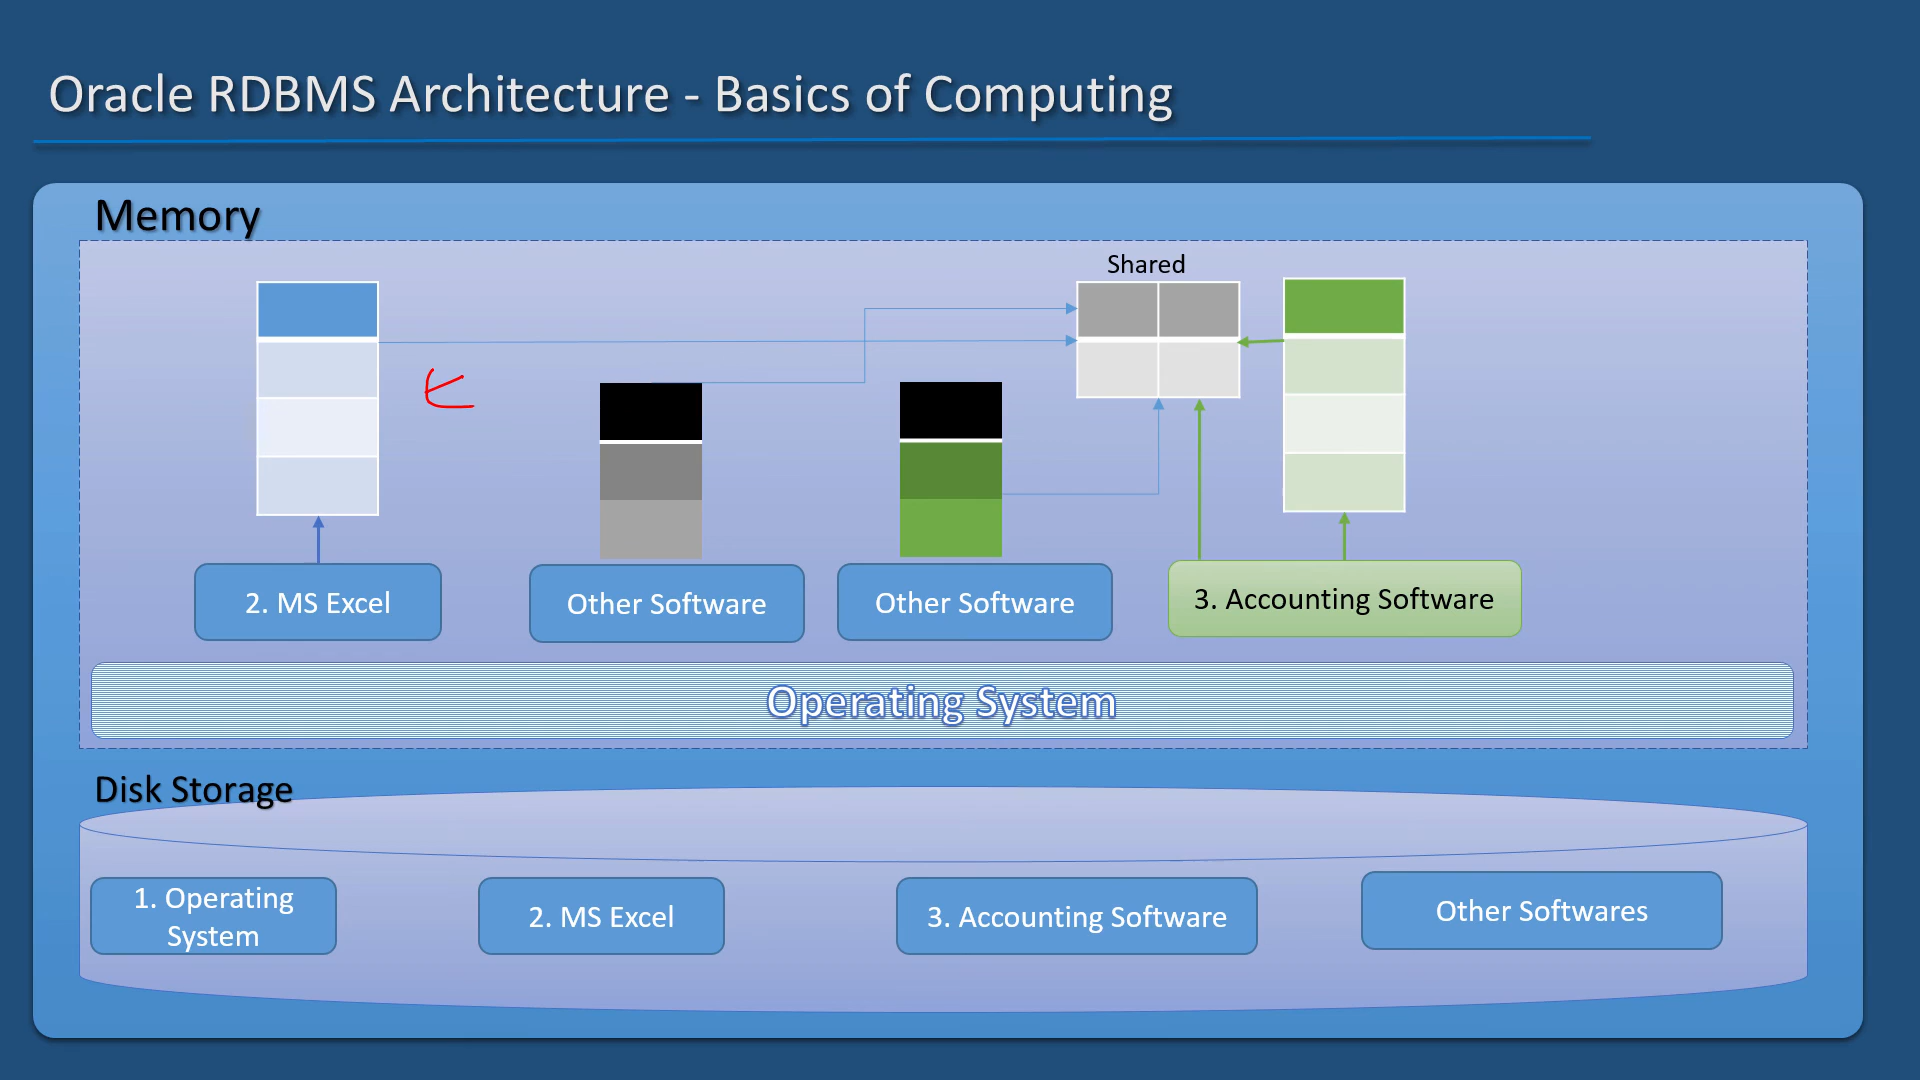 Oracle RDBMS Architecture - Basics of Computing
Memory
Shared
2. MS Excel
Other Software
Other Software
3. Accounting Software
Operating System
Disk Storage
1. Operating
System
2. MS Excel
3. Accounting Software
Other Softwares